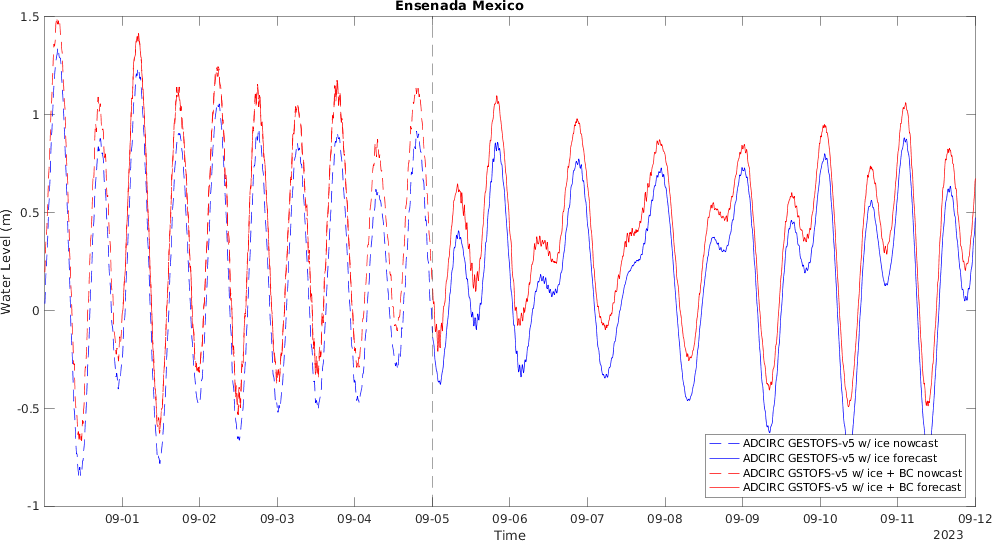 Ensenada Mexico
Water Level (m)
1.5
1
0.5
0
-0.5
-1
ADCIRC GESTOFS-v5 w/ ice nowcast
ADCIRC GESTOFS-v5 w/ ice forecast
ADCIRC GSTOFS-v5 w/ ice + BC nowcast
ADCIRC GSTOFS-v5 w/ ice + BC forecast
09-01 09-02 09-03 09-04 09-05 09-06 09-07 09-08 09-09 09-10 09-11 09-12
Time
2023